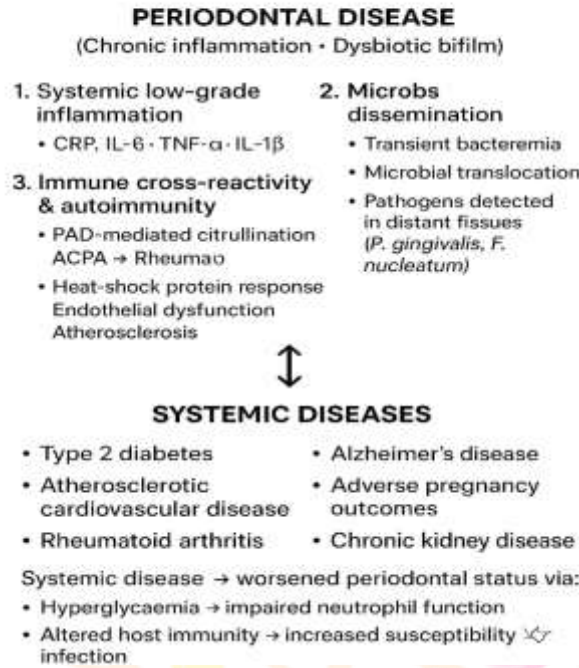 PERIODONTAL DISEASE
(Chronic inflammation • Dysbiotic bifilm)
1. Systemic low-grade
inflammation
• CRP, IL-6 · TNF-α · IL-1β
3. Immune cross-reactivity
& autoimmunity
• PAD-mediated citrullination
ACPA → Rheumaɔ
• Heat-shock protein response
Endothelial dysfunction
Atherosclerosis
2. Microbs
dissemination
• Transient bacteremia
• Microbial translocation
• Pathogens detected
in distant fissues
(P. gingivalis, F.
nucleatum)
↕
SYSTEMIC DISEASES
• Type 2 diabetes
• Atherosclerotic
cardiovascular disease
• Rheumatoid arthritis
• Alzheimer's disease
• Adverse pregnancy
outcomes
• Chronic kidney disease
Systemic disease → worsened periodontal status via:
• Hyperglycaemia → impaired neutrophil function
• Altered host immunity → increased susceptibility
infection